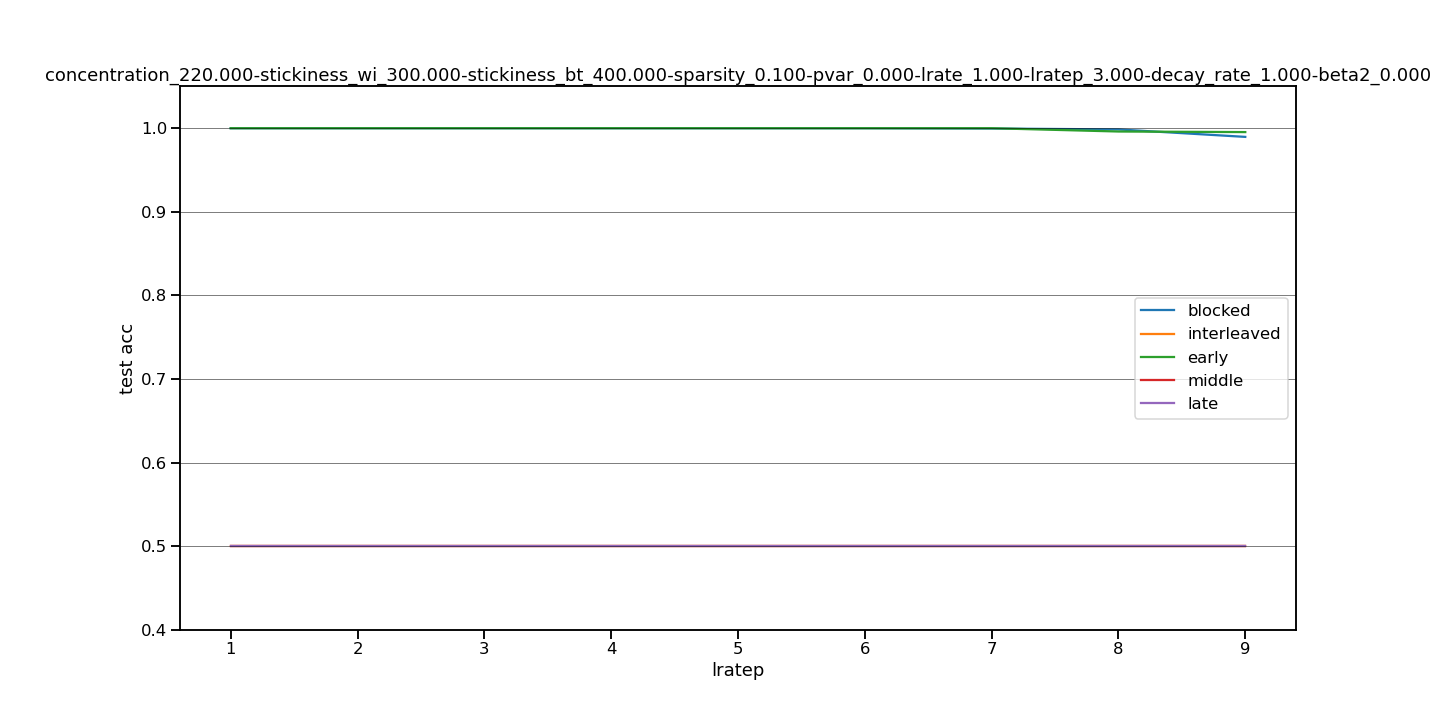 concentration_220.000-stickiness_wi_300.000-stickiness_bt_400.000-sparsity_0.100-pvar_0.000-lrate_1.000-lratep_3.000-decay_rate_1.000-beta2_0.000
1.0
0.9
0.8
0.7
0.6
0.5
0.4
test acc
blocked
interleaved
early
middle
late
1 2 3 4 5 6 7 8 9
lratep